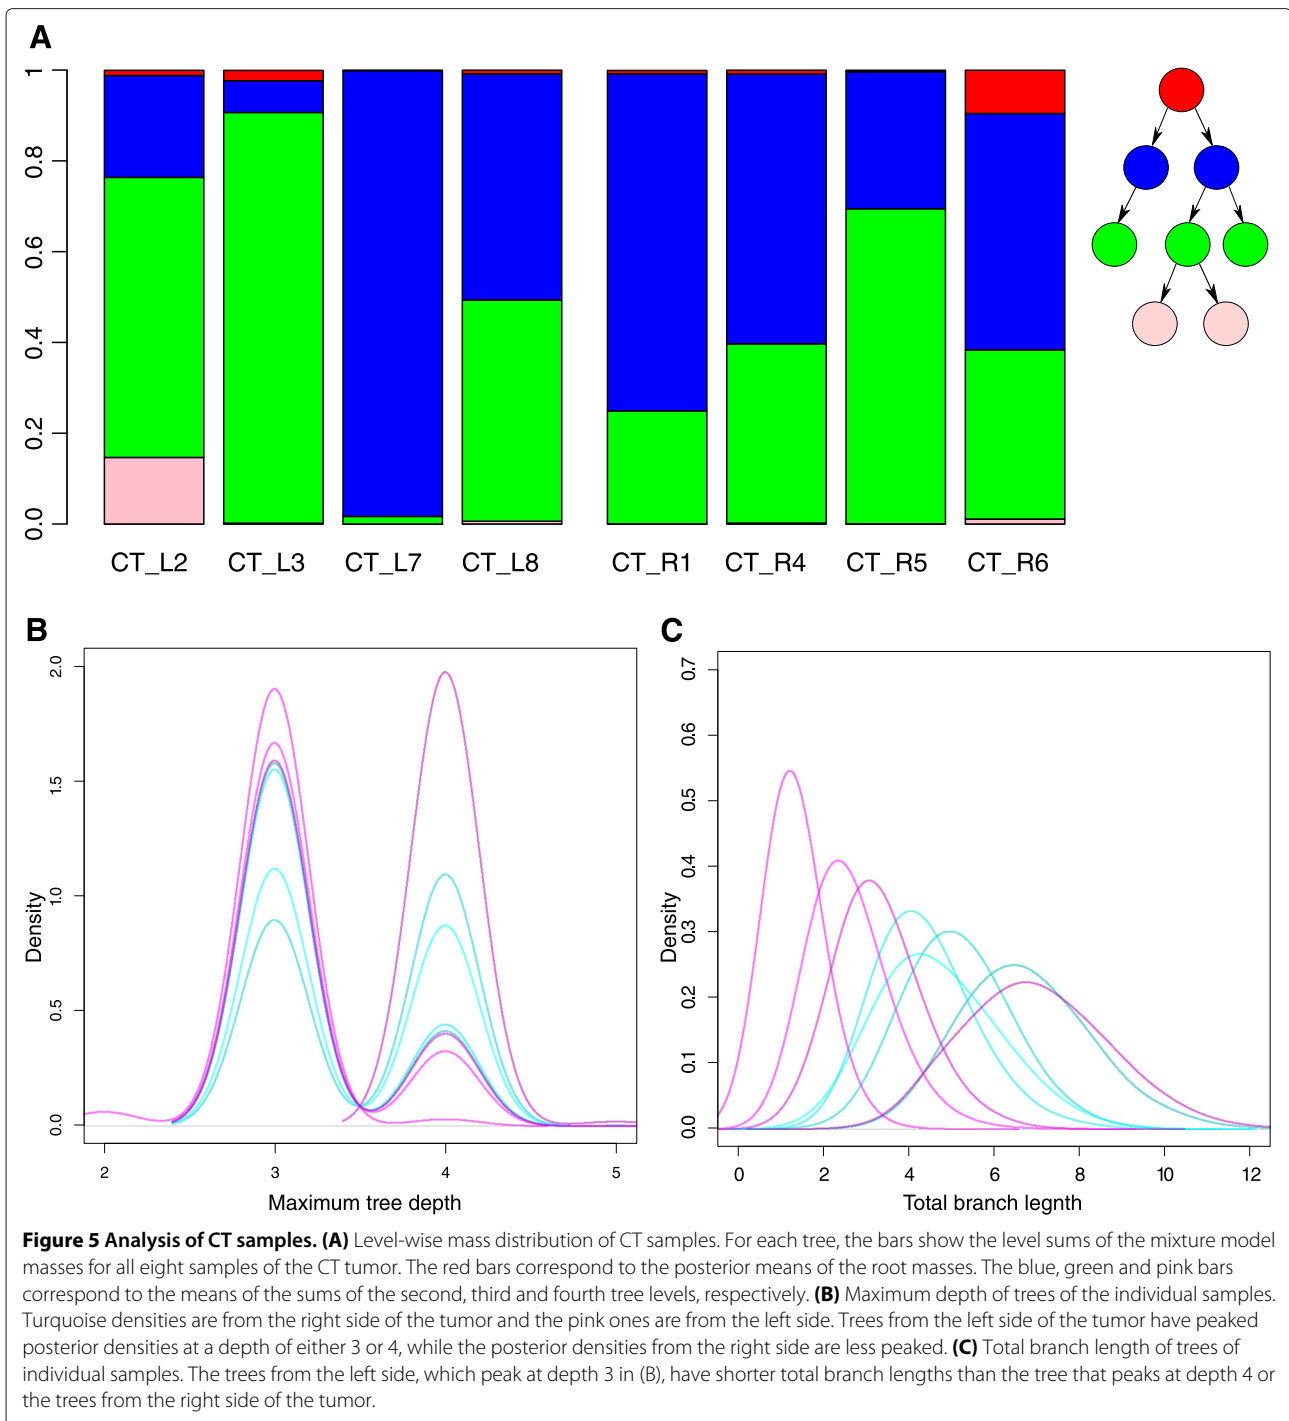 A
1
0.8
0.6
0.4
0.2
0.0
CT_L2 CT_L3 CT_L7 CT_L8 CT_R1 CT_R4 CT_R5 CT_R6
B
2.0
1.5
1.0
0.5
0.0
Density
2 3 4 5
Maximum tree depth
C
0.7
0.6
0.5
0.4
0.3
0.2
0.1
0.0
Density
0 2 4 6 8 10 12
Total branch legnth
Figure 5 Analysis of CT samples. (A) Level-wise mass distribution of CT samples. For each tree, the bars show the level sums of the mixture model
masses for all eight samples of the CT tumor. The red bars correspond to the posterior means of the root masses. The blue, green and pink bars
correspond to the means of the sums of the second, third and fourth tree levels, respectively. (B) Maximum depth of trees of the individual samples.
Turquoise densities are from the right side of the tumor and the pink ones are from the left side. Trees from the left side of the tumor have peaked
posterior densities at a depth of either 3 or 4, while the posterior densities from the right side are less peaked. (C) Total branch length of trees of
individual samples. The trees from the left side, which peak at depth 3 in (B), have shorter total branch lengths than the tree that peaks at depth 4 or
the trees from the right side of the tumor.